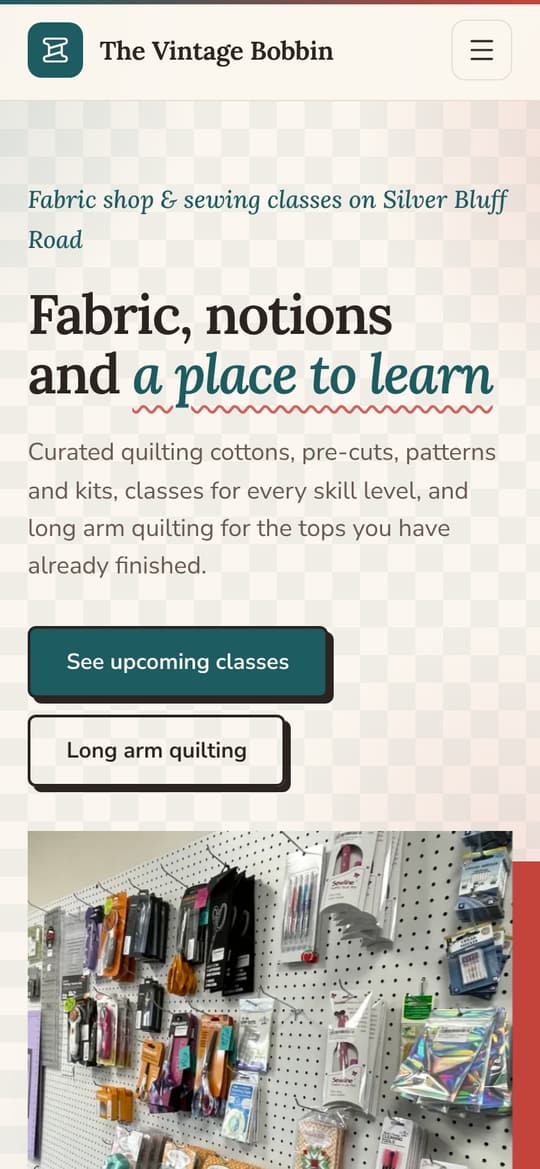 The Vintage Bobbin
Fabric shop & sewing classes on Silver Bluff
Road
Fabric, notions
and a place to learn
Curated quilting cottons, pre-cuts, patterns
and kits, classes for every skill level, and
long arm quilting for the tops you have
already finished.
See upcoming classes
Long arm quilting
Sewline
Sewline